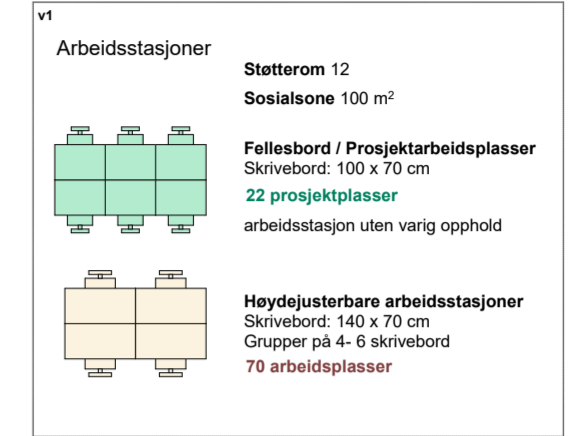 v1
Arbeidsstasjoner
Støtterom 12
Sosialsone 100 m²
Fellesbord / Prosjektarbeidsplasser
Skrivebord: 100 x 70 cm
22 prosjektplasser
arbeidsstasjon uten varig opphold
Høydejusterbare arbeidsstasjoner
Skrivebord: 140 x 70 cm
Grupper på 4- 6 skrivebord
70 arbeidsplasser